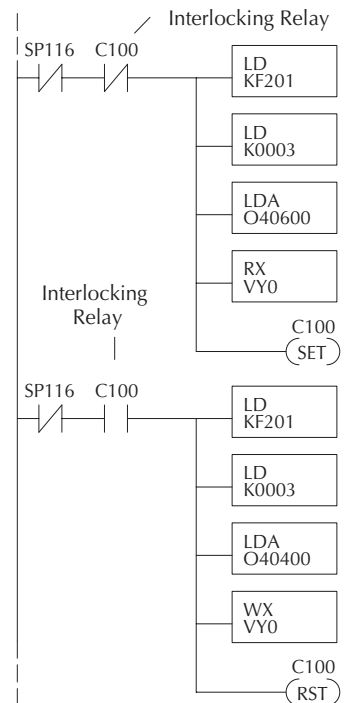 Interlocking Relay
SP116 C100
LD
KF201
LD
K0003
LDA
O40600
RX
VY0
C100
SET
Interlocking
Relay
SP116 C100
LD
KF201
LD
K0003
LDA
O40400
WX
VY0
C100
RST